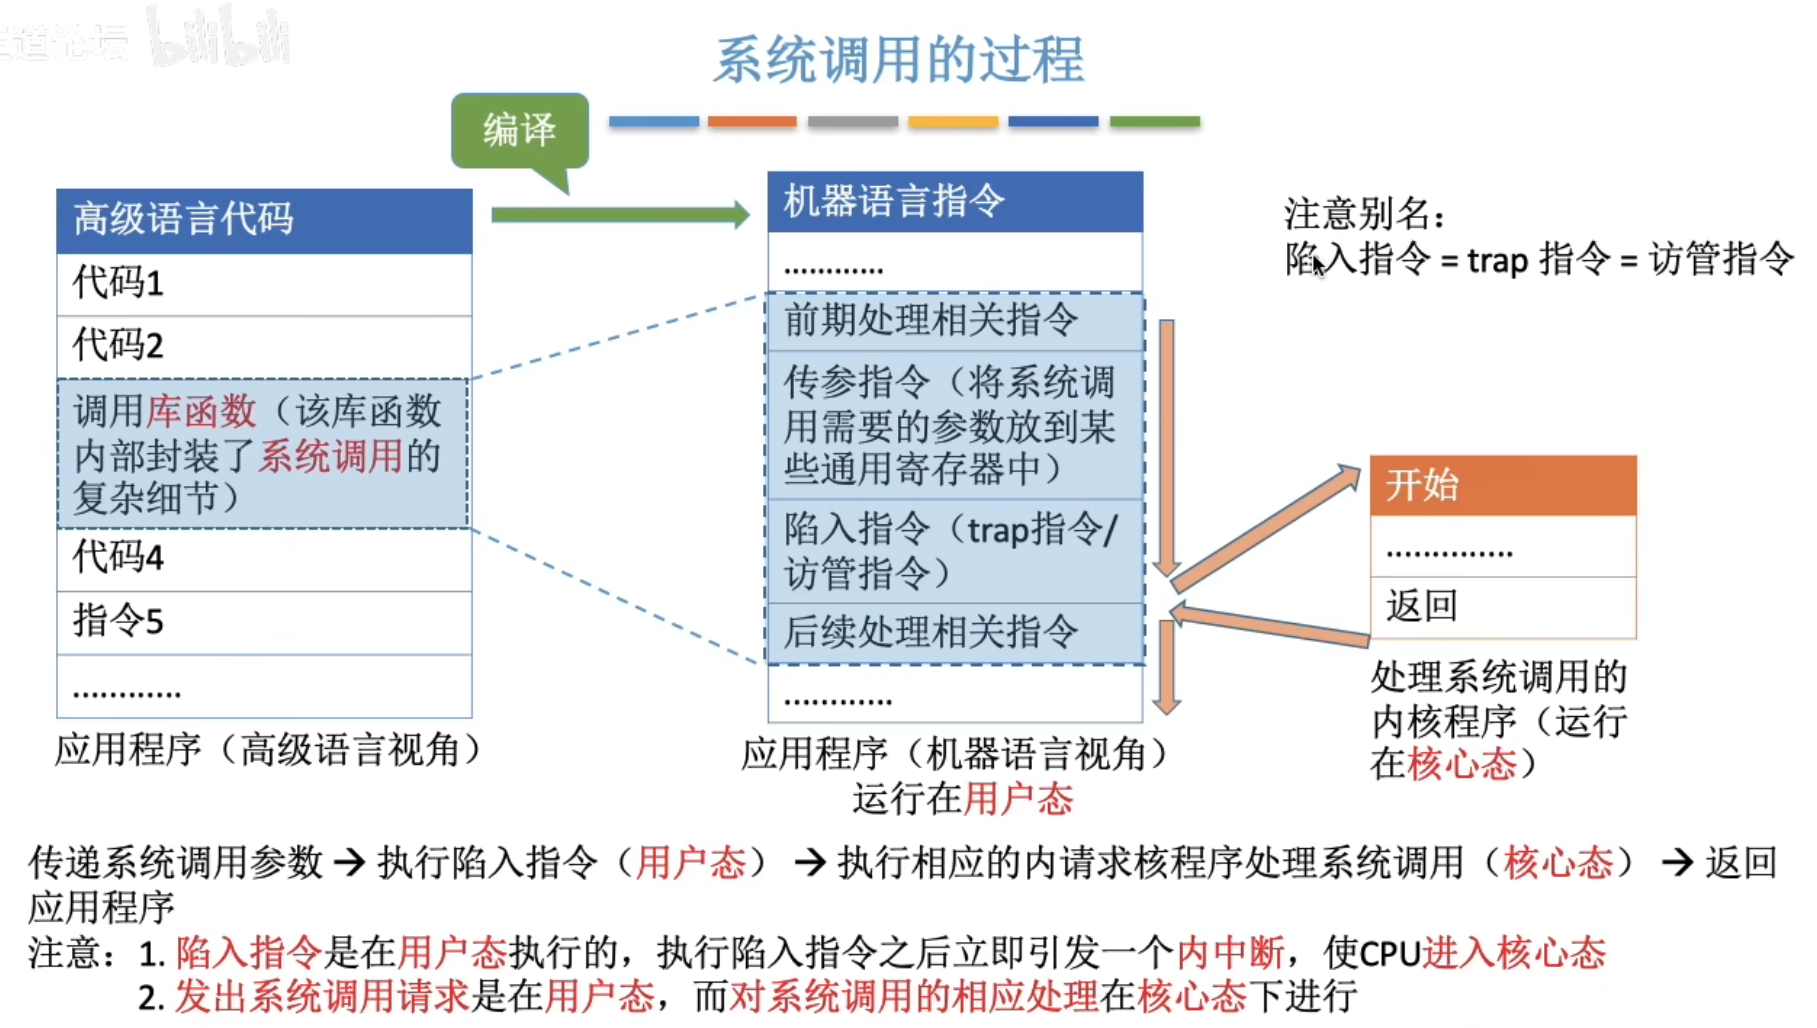 道论坛 bilibili
系统调用的过程
编译
高级语言代码
代码1
代码2
调用库函数（该库函数
内部封装了系统调用的
复杂细节）
代码4
指令5
…………
应用程序（高级语言视角）
机器语言指令
…………
前期处理相关指令
传参指令（将系统调
用需要的参数放到某
些通用寄存器中）
陷入指令（trap指令/
访管指令）
后续处理相关指令
…………
应用程序（机器语言视角）
运行在用户态
注意别名：
陷入指令 = trap 指令 = 访管指令
开始
…………..
返回
处理系统调用的
内核程序（运行
在核心态）
传递系统调用参数 → 执行陷入指令（用户态） → 执行相应的内请求核程序处理系统调用（核心态） → 返回
应用程序
注意：1. 陷入指令是在用户态执行的，执行陷入指令之后立即引发一个内中断，使CPU进入核心态
2. 发出系统调用请求是在用户态，而对系统调用的相应处理在核心态下进行